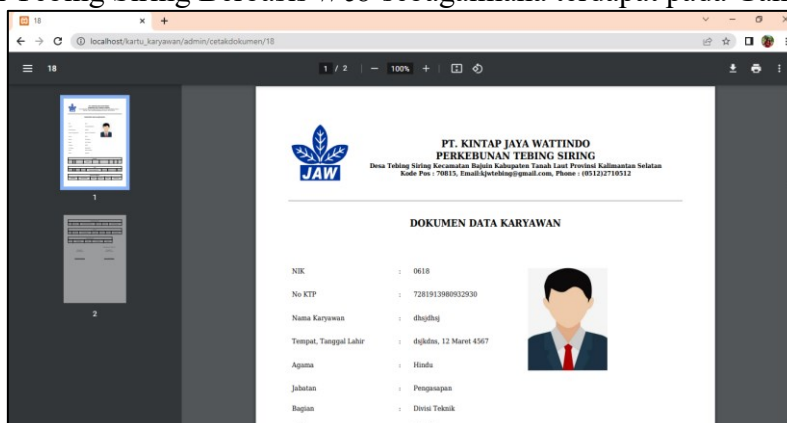 Tebing Siring Berbasis Web sebagaimana terdapat pada
18
localhost/kartu_karyawan/admin/cetakdokumen/18
18
1 / 2
100%
1
2
JAW
PT. KINTAP JAYA WATTINDO
PERKEBUNAN TEBING SIRING
Desa Tebing Siring Kecamatan Bajuin Kabupaten Tanah Laut Provinsi Kalimantan Selatan
Kode Pos : 70815, Email:kjwtebing@gmail.com, Phone : (0512)2710512
DOKUMEN DATA KARYAWAN
NIK : 0618
No KTP : 7281913980932930
Nama Karyawan : dhsjdhsj
Tempat, Tanggal Lahir : dsjkdns, 12 Maret 4567
Agama : Hindu
Jabatan : Pengasapan
Bagian : Divisi Teknik